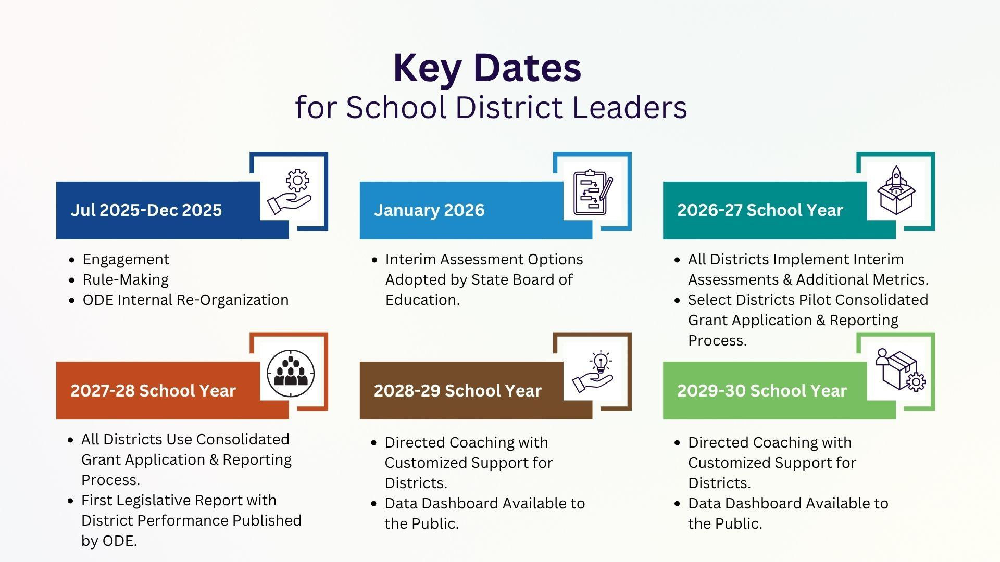 Key Dates
for School District Leaders
Jul 2025-Dec 2025
• Engagement
• Rule-Making
• ODE Internal Re-Organization
January 2026
• Interim Assessment Options
Adopted by State Board of
Education.
2026-27 School Year
• All Districts Implement Interim
Assessments & Additional Metrics.
• Select Districts Pilot Consolidated
Grant Application & Reporting
Process.
2027-28 School Year
• All Districts Use Consolidated
Grant Application & Reporting
Process.
• First Legislative Report with
District Performance Published
by ODE.
2028-29 School Year
• Directed Coaching with
Customized Support for
Districts.
• Data Dashboard Available to
the Public.
2029-30 School Year
• Directed Coaching with
Customized Support for
Districts.
• Data Dashboard Available to
the Public.